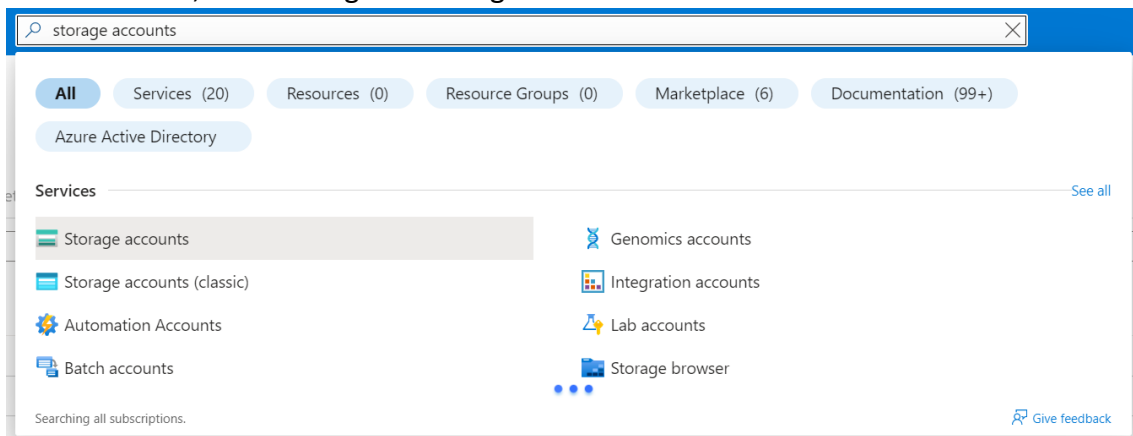 storage accounts
All Services (20) Resources (0) Resource Groups (0) Marketplace (6) Documentation (99+)
Azure Active Directory
Services See all
Storage accounts Genomics accounts
Storage accounts (classic) Integration accounts
Automation Accounts Lab accounts
Batch accounts Storage browser
Searching all subscriptions. Give feedback